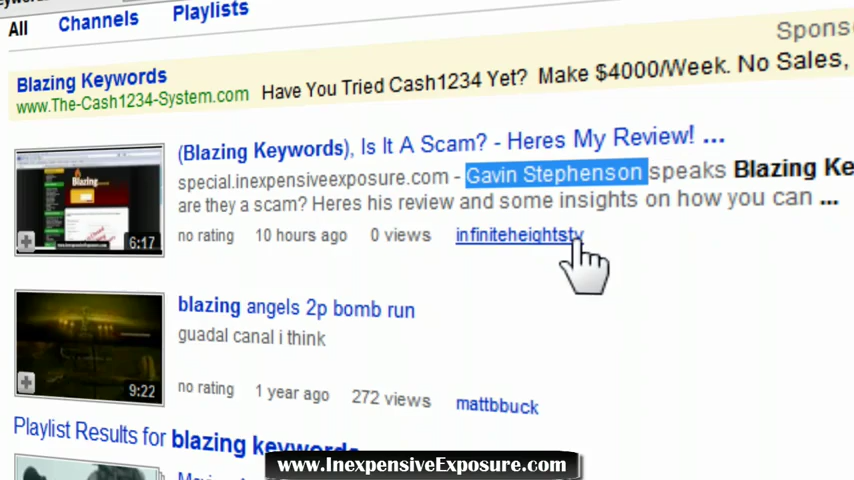 All Channels Playlists
Blazing Keywords
www.The-Cash1234-System.com Have You Tried Cash1234 Yet? Make $4000/Week. No Sales,
(Blazing Keywords), Is It A Scam? - Heres My Review! ...
special.inexpensiveexposure.com - Gavin Stephenson speaks Blazing Ke
are they a scam? Heres his review and some insights on how you can ...
no rating 10 hours ago 0 views infiniteheightstv
6:17
blazing angels 2p bomb run
guadal canal i think
no rating 1 year ago 272 views mattbbuck
9:22
Playlist Results for blazing keywords
www.InexpensiveExposure.com